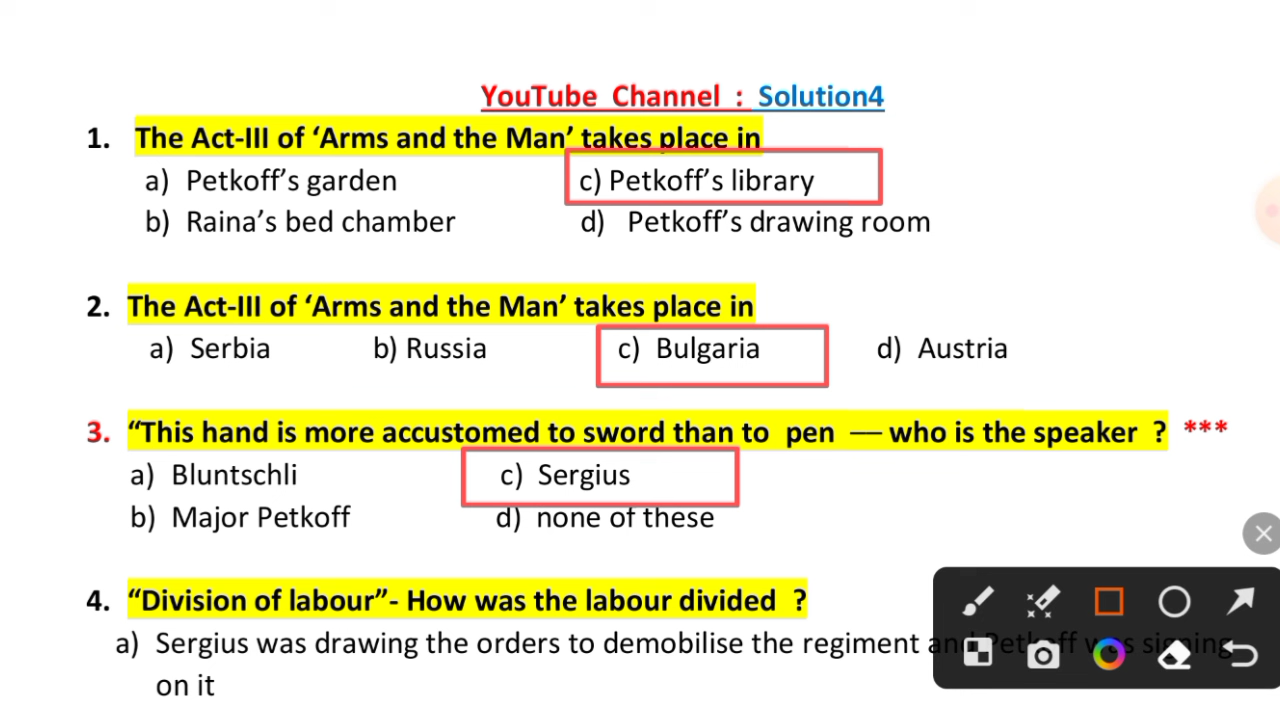 YouTube Channel : Solution4
1. The Act-III of ‘Arms and the Man’ takes place in
a) Petkoff’s garden c) Petkoff’s library
b) Raina’s bed chamber d) Petkoff’s drawing room
2. The Act-III of ‘Arms and the Man’ takes place in
a) Serbia b) Russia c) Bulgaria d) Austria
3. “This hand is more accustomed to sword than to pen — who is the speaker ? ***
a) Bluntschli c) Sergius
b) Major Petkoff d) none of these
4. “Division of labour”- How was the labour divided ?
a) Sergius was drawing the orders to demobilise the regiment and Petkoff was signing
on it